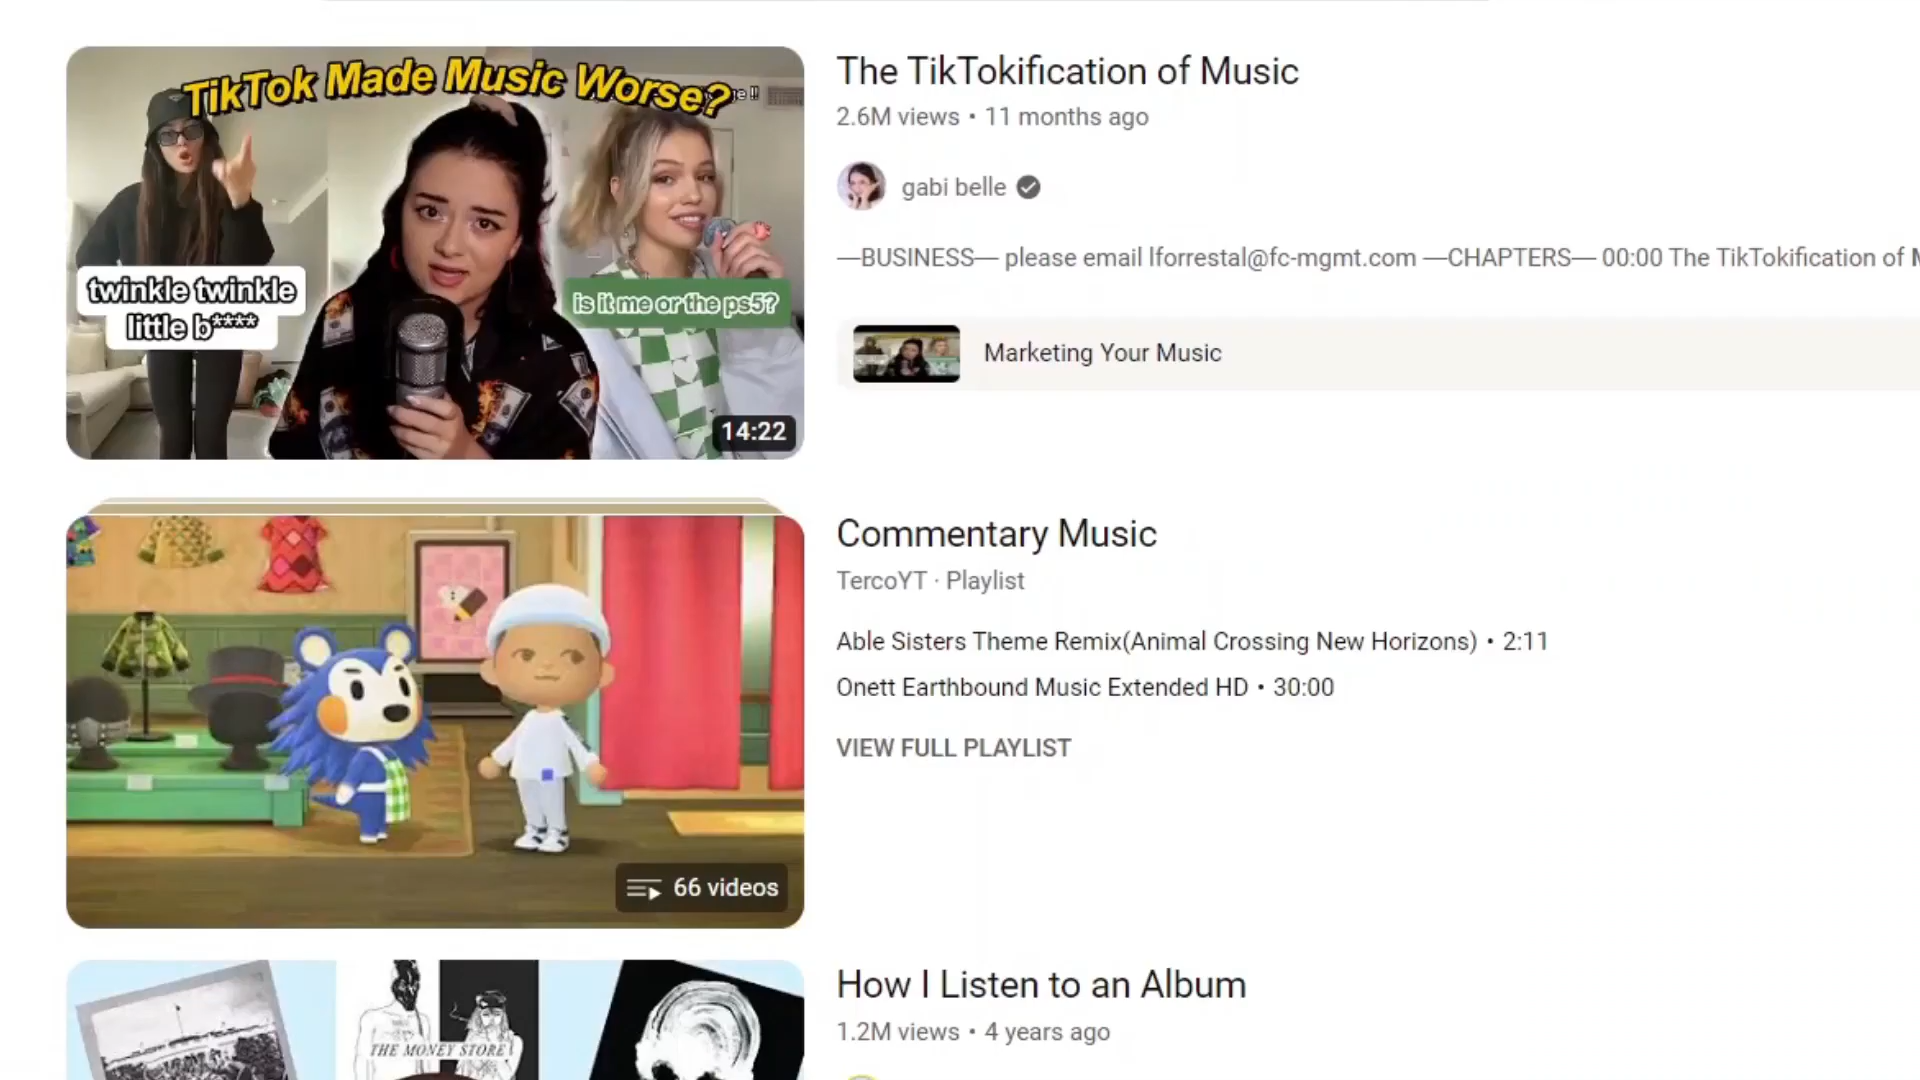 TikTok Made Music Worse?
twinkle twinkle
little b****
is it me or the ps5?
14:22
The TikTokification of Music
2.6M views • 11 months ago
gabi belle
—BUSINESS— please email lforrestal@fc-mgmt.com —CHAPTERS— 00:00 The TikTokification of
Marketing Your Music
66 videos
Commentary Music
TercoYT · Playlist
Able Sisters Theme Remix(Animal Crossing New Horizons) • 2:11
Onett Earthbound Music Extended HD • 30:00
VIEW FULL PLAYLIST
THE MONEY STORE
How I Listen to an Album
1.2M views • 4 years ago